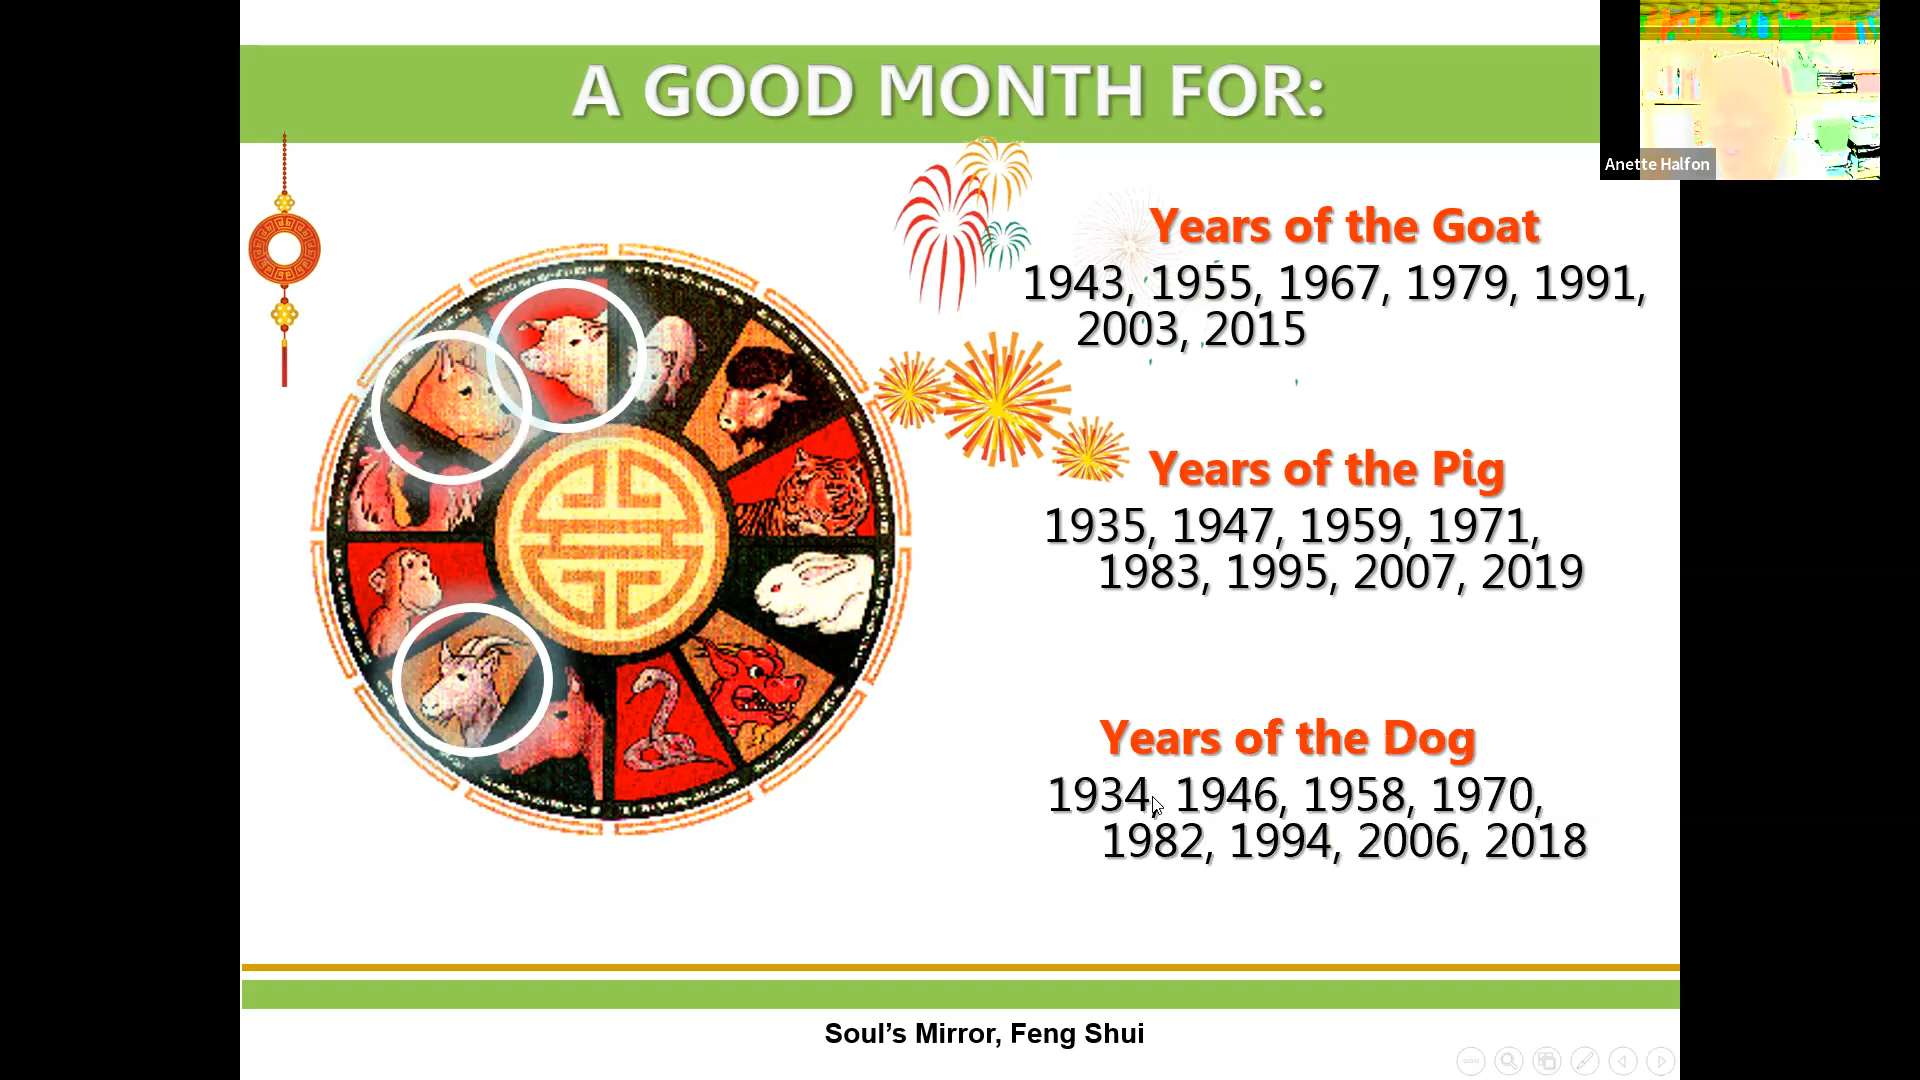 A GOOD MONTH FOR:
Anette Halfon
Years of the Goat
1943, 1955, 1967, 1979, 1991,
2003, 2015
Years of the Pig
1935, 1947, 1959, 1971,
1983, 1995, 2007, 2019
Years of the Dog
1934, 1946, 1958, 1970,
1982, 1994, 2006, 2018
Soul’s Mirror, Feng Shui